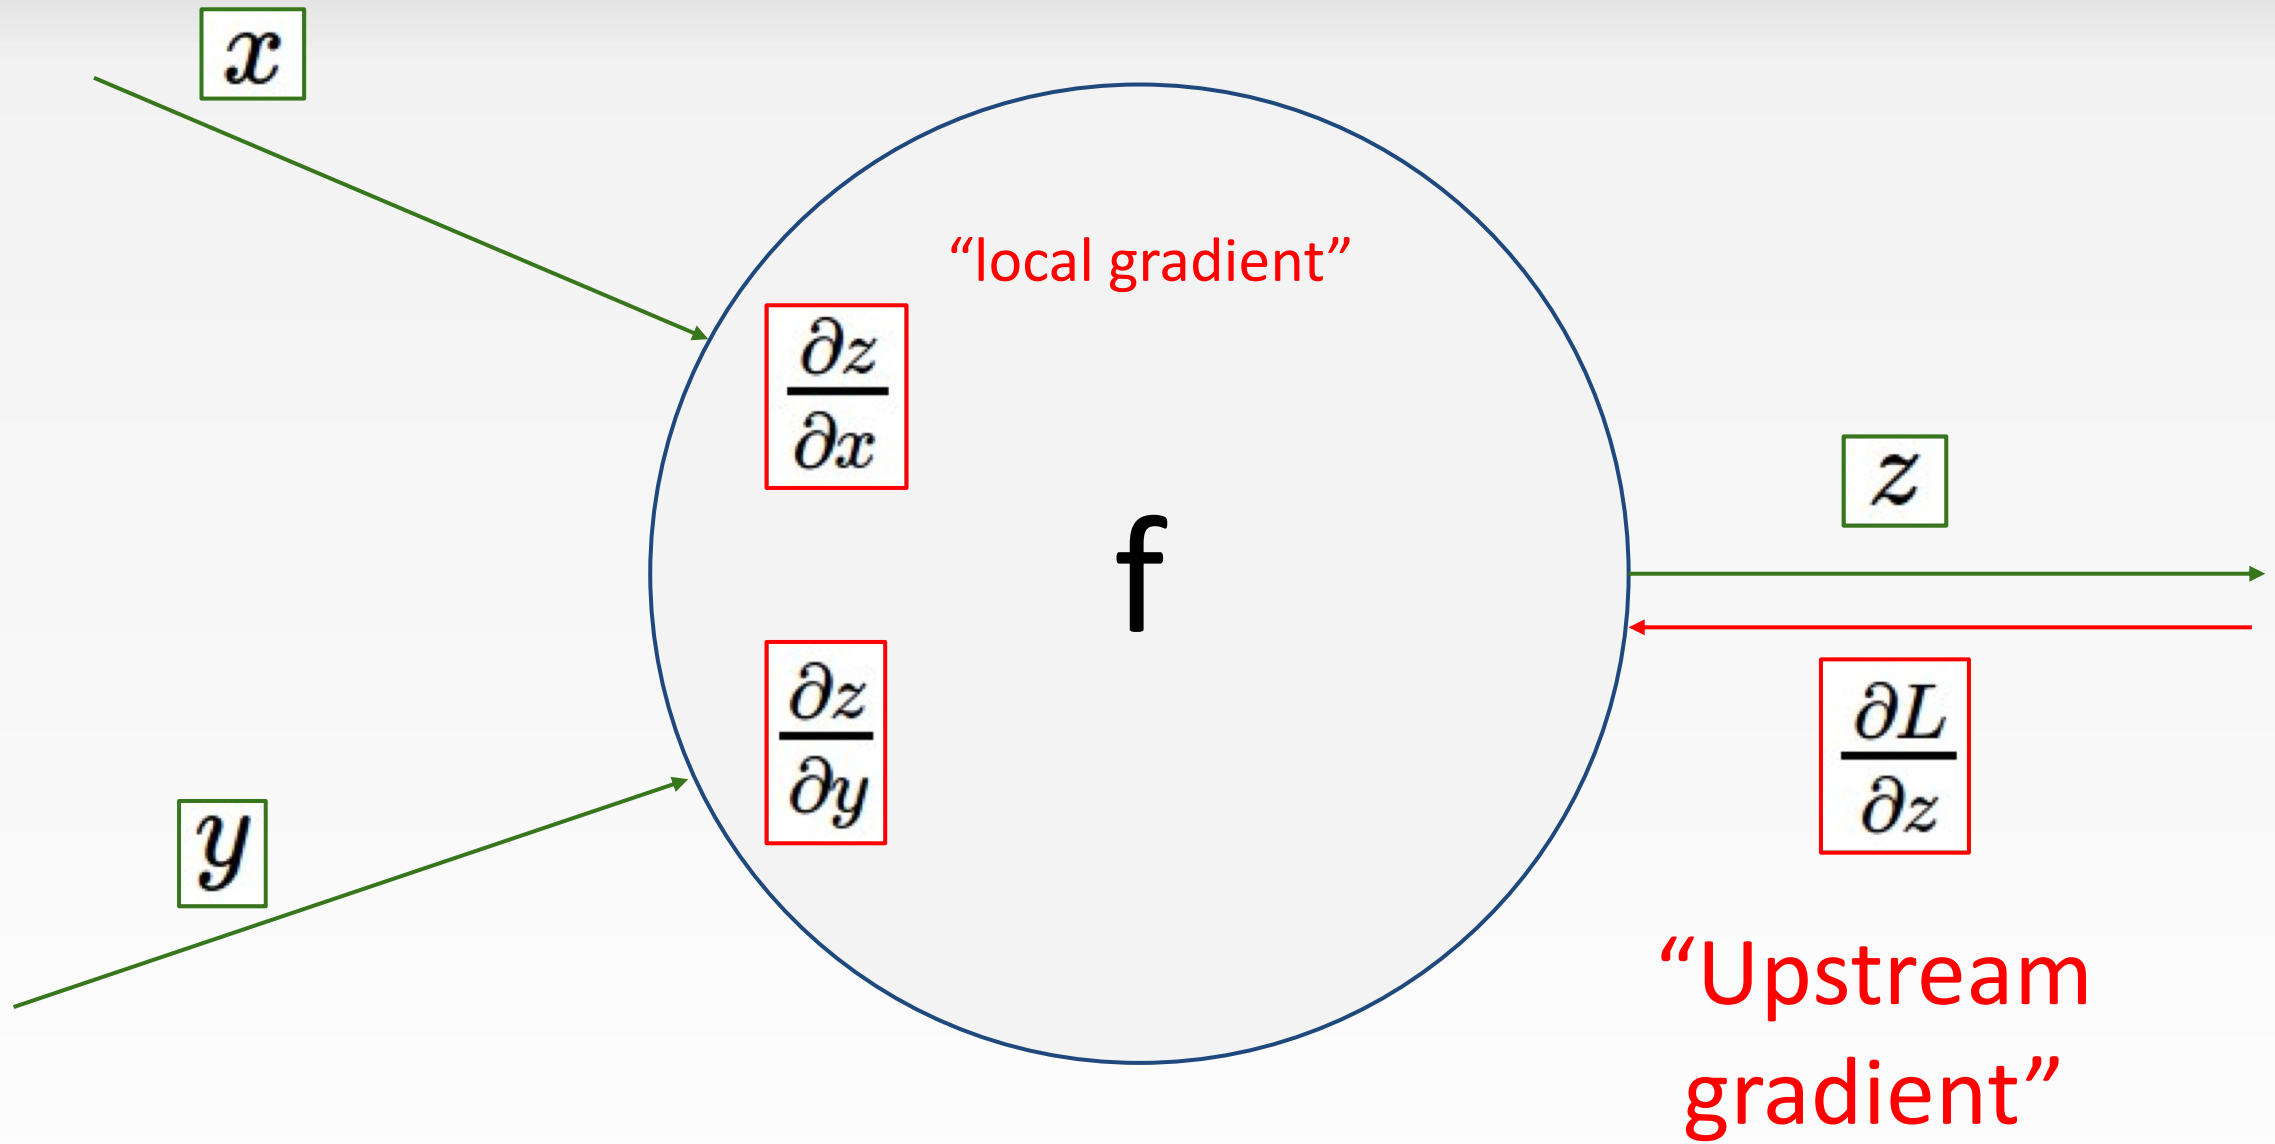 x
“local gradient”
∂z
∂x
f
z
∂z
∂y
∂L
∂z
y
“Upstream
gradient”